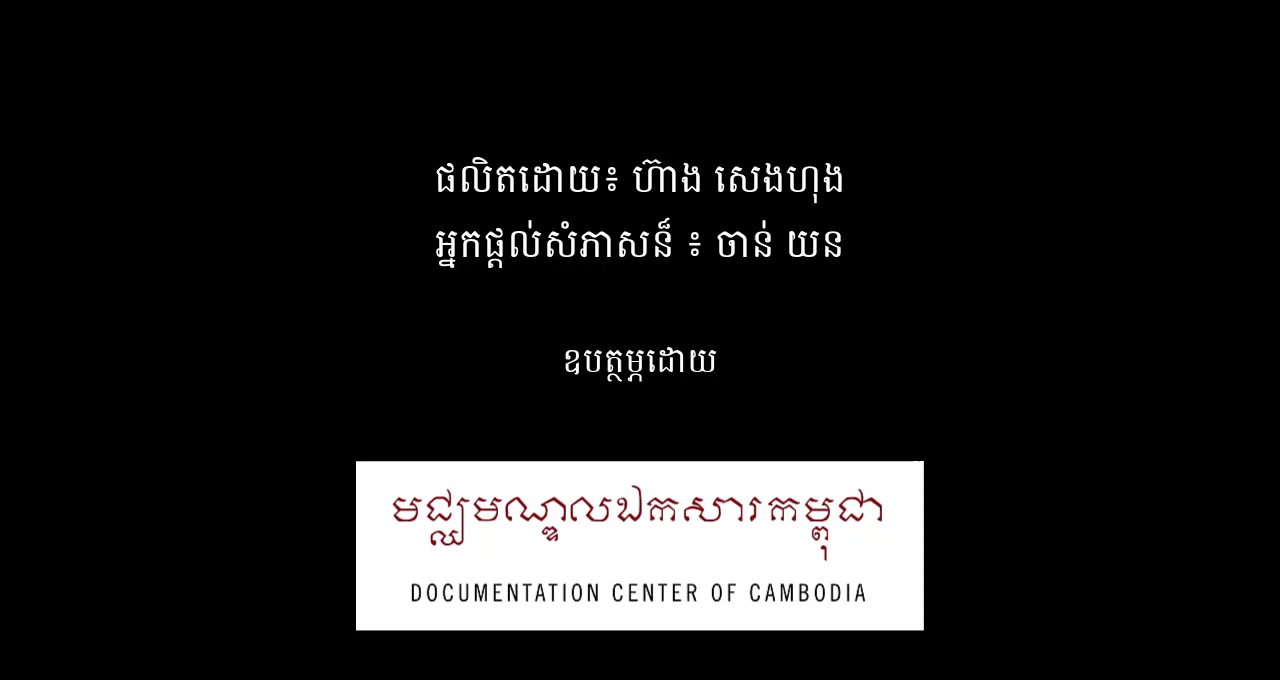 ផលិតដោយ៖ ហ៊ាង សេងហុង
អ្នកផ្តល់សំភាសន៏ ៖ ចាន់ យន
ឧបត្ថម្ភដោយ
មជ្ឈមណ្ឌលឯកសារកម្ពុជា
DOCUMENTATION CENTER OF CAMBODIA